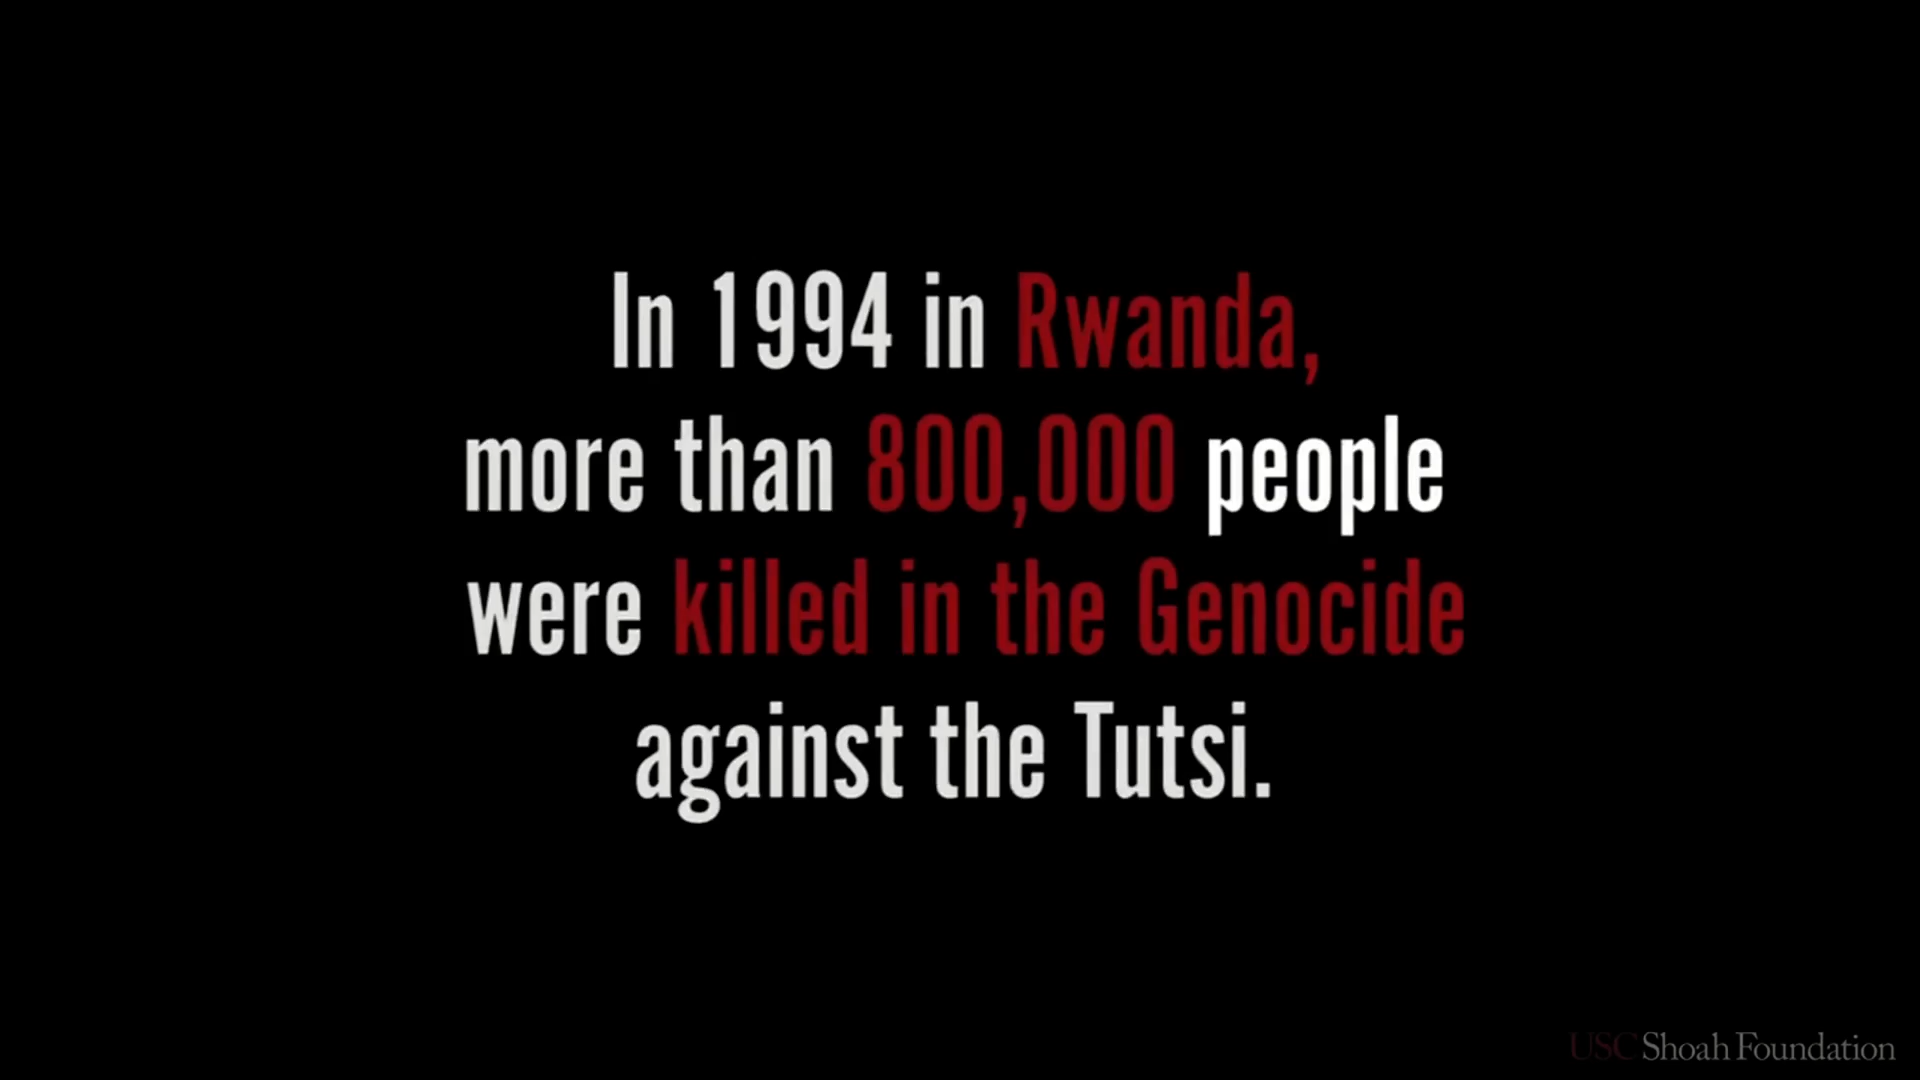 In 1994 in Rwanda,
more than 800,000 people
were killed in the Genocide
against the Tutsi.
USC Shoah Foundation